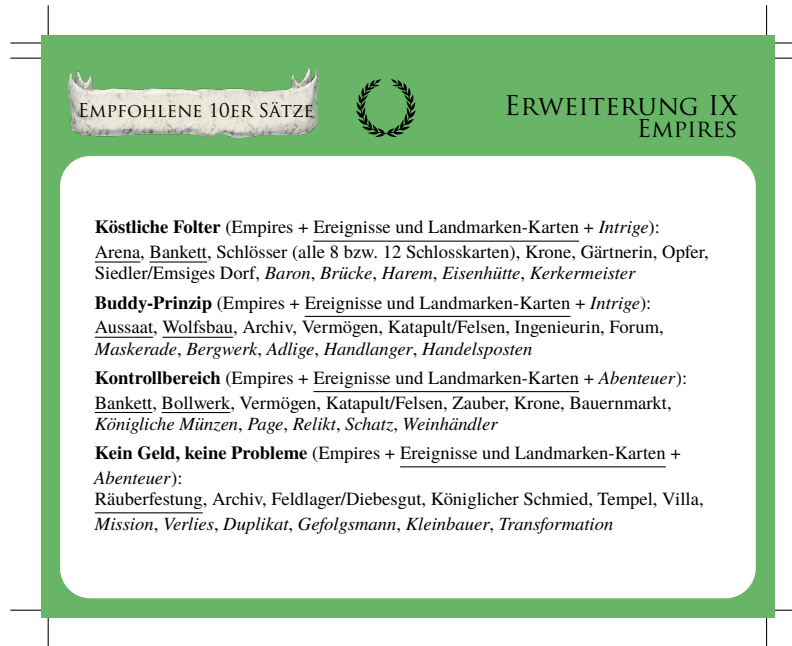 EMPFOHLENE 10ER SÄTZE
ERWEITERUNG IX
EMPIRES
Köstliche Folter (Empires + Ereignisse und Landmarken-Karten + Intrige):
Arena, Bankett, Schlösser (alle 8 bzw. 12 Schlosskarten), Krone, Gärtnerin, Opfer,
Siedler/Emsiges Dorf, Baron, Brücke, Harem, Eisenhütte, Kerkermeister
Buddy-Prinzip (Empires + Ereignisse und Landmarken-Karten + Intrige):
Aussaat, Wolfsbau, Archiv, Vermögen, Katapult/Felsen, Ingenieurin, Forum,
Maskerade, Bergwerk, Adlige, Handlanger, Handelsposten
Kontrollbereich (Empires + Ereignisse und Landmarken-Karten + Abenteuer):
Bankett, Bollwerk, Vermögen, Katapult/Felsen, Zauber, Krone, Bauernmarkt,
Königliche Münzen, Page, Relikt, Schatz, Weinhändler
Kein Geld, keine Probleme (Empires + Ereignisse und Landmarken-Karten +
Abenteuer):
Räuberfestung, Archiv, Feldlager/Diebesgut, Königlicher Schmied, Tempel, Villa,
Mission, Verlies, Duplikat, Gefolgsmann, Kleinbauer, Transformation